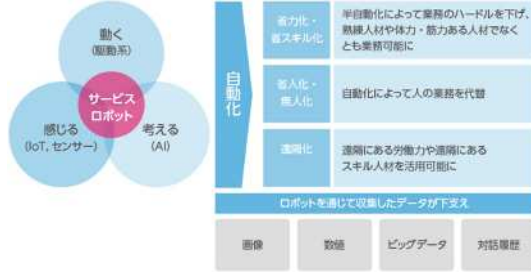 動く
(駆動系)
サービス
ロボット
感じる
(IoT, センサー)
考える
(AI)
自動化
省力化・
省スキル化
半自動化によって業務のハードルを下げ、
熟練人材や体力・筋力ある人材でなく
とも業務可能に
省人化・
無人化
自動化によって人の業務を代替
遠隔化
遠隔にある労働力や遠隔にある
スキル人材を活用可能に
ロボットを通じて収集したデータが下支え
画像
数値
ビッグデータ
対話履歴